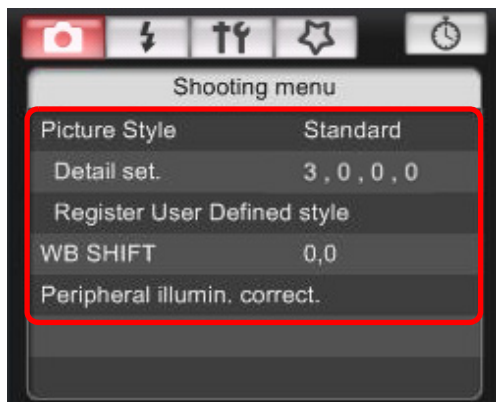 Shooting menu
Picture Style Standard
Detail set. 3 , 0 , 0 , 0
Register User Defined style
WB SHIFT 0,0
Peripheral illumin. correct.